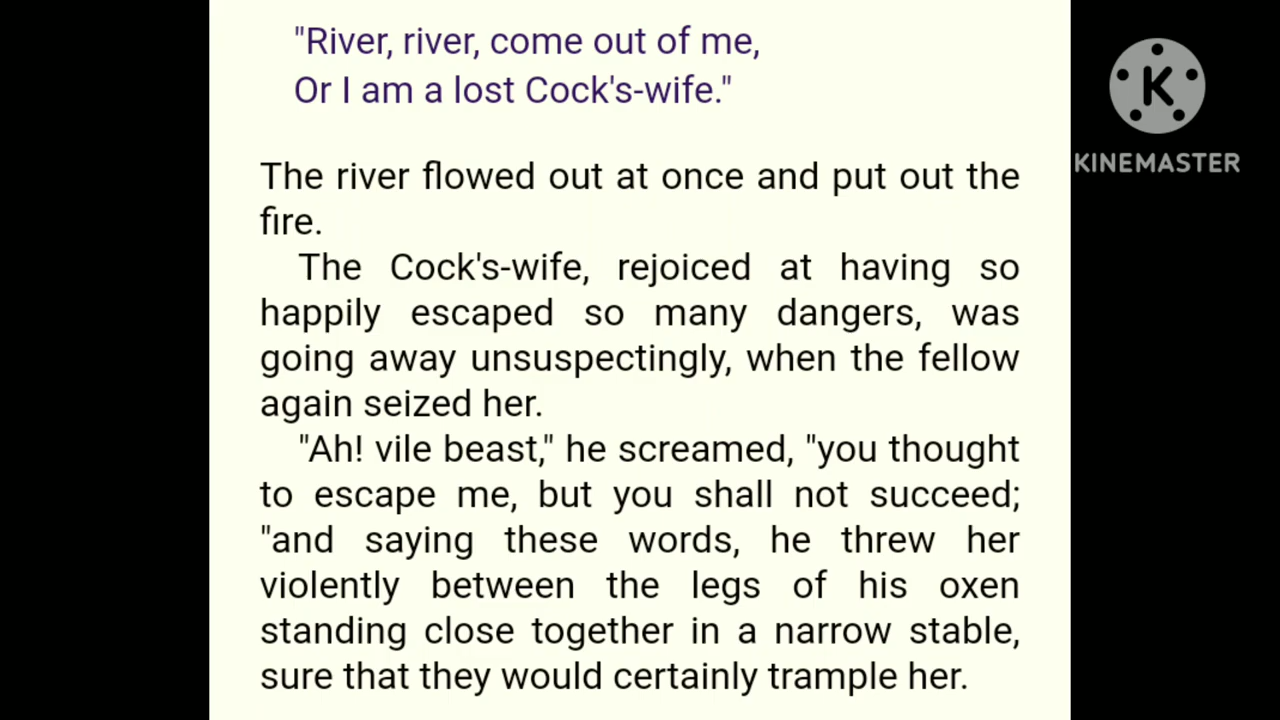 "River, river, come out of me,
Or I am a lost Cock's-wife."
The river flowed out at once and put out the
fire.
The Cock's-wife, rejoiced at having so
happily escaped so many dangers, was
going away unsuspectingly, when the fellow
again seized her.
"Ah! vile beast," he screamed, "you thought
to escape me, but you shall not succeed;
"and saying these words, he threw her
violently between the legs of his oxen
standing close together in a narrow stable,
sure that they would certainly trample her.
K
KINEMASTER